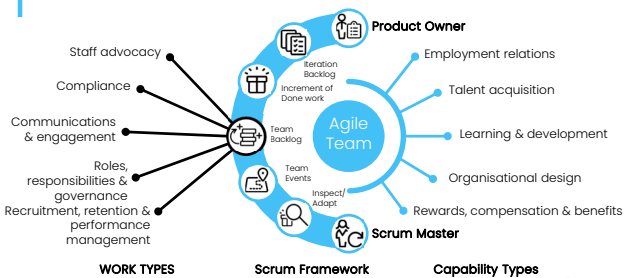 Product Owner
Staff advocacy
Compliance
Communications
& engagement
Roles,
responsibilities &
governance
Recruitment, retention &
performance
management
Iteration
Backlog
Increment of
Done work
Team
Backlog
Team
Events
Inspect/
Adapt
Agile
Team
Employment relations
Talent acquisition
Learning & development
Organisational design
Rewards, compensation & benefits
Scrum Master
WORK TYPES
Scrum Framework
Capability Types